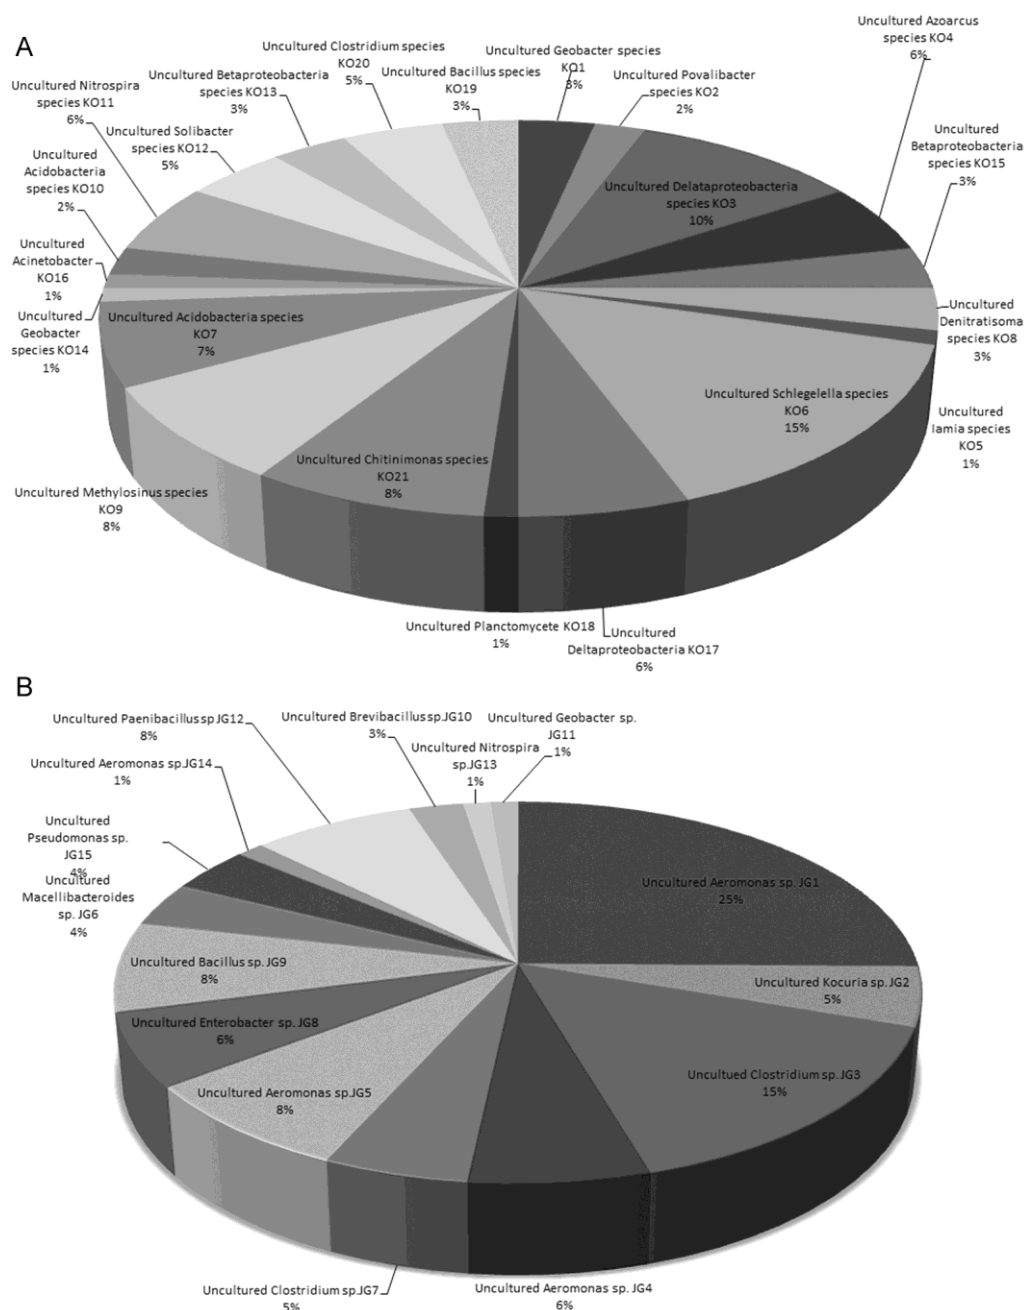 A
Uncultured Geobacter species
KO1
3%
Uncultured Povalibacter
species KO2
2%
Uncultured Azoarcus
species KO4
6%
Uncultured
Betaproteobacteria
species KO15
3%
Uncultured Delataproteobacteria
species KO3
10%
Uncultured
Denitratisoma
species KO8
3%
Uncultured
Iamia species
KO5
1%
Uncultured Schlegelella species
KO6
15%
Uncultured
Deltaproteobacteria KO17
6%
Uncultured Planctomycete KO18
1%
Uncultured Chitinimonas species
KO21
8%
Uncultured Methylosinus species
KO9
8%
Uncultured Acidobacteria species
KO7
7%
Uncultured
Geobacter
species KO14
1%
Uncultured
Acinetobacter
KO16
1%
Uncultured
Acidobacteria
species KO10
2%
Uncultured Nitrospira
species KO11
6%
Uncultured Solibacter
species KO12
5%
Uncultured Betaproteobacteria
species KO13
3%
Uncultured Clostridium species
KO20
5%
Uncultured Bacillus species
KO19
3%
B
Uncultured Aeromonas sp. JG1
25%
Uncultured Kocuria sp. JG2
5%
Uncultued Clostridium sp. JG3
15%
Uncultured Aeromonas sp. JG4
6%
Uncultured Clostridium sp.JG7
5%
Uncultured Aeromonas sp.JG5
8%
Uncultured Enterobacter sp. JG8
6%
Uncultured Bacillus sp. JG9
8%
Uncultured
Macellibacteroides
sp. JG6
4%
Uncultured
Pseudomonas sp.
JG15
4%
Uncultured Aeromonas sp.JG14
1%
Uncultured Paenibacillus sp JG12
8%
Uncultured Brevibacillus sp.JG10
3%
Uncultured Nitrospira
sp.JG13
1%
Uncultured Geobacter sp.
JG11
1%